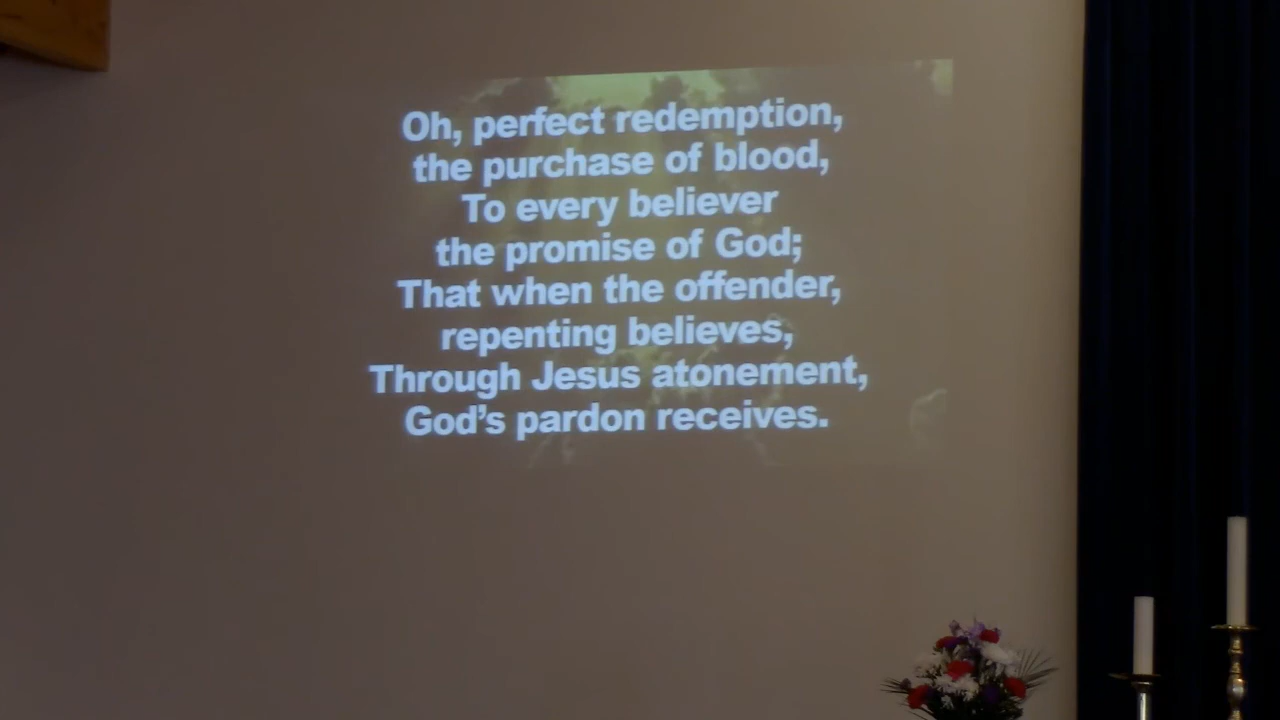 Oh, perfect redemption,
the purchase of blood,
To every believer
the promise of God;
That when the offender,
repenting believes,
Through Jesus atonement,
God’s pardon receives.